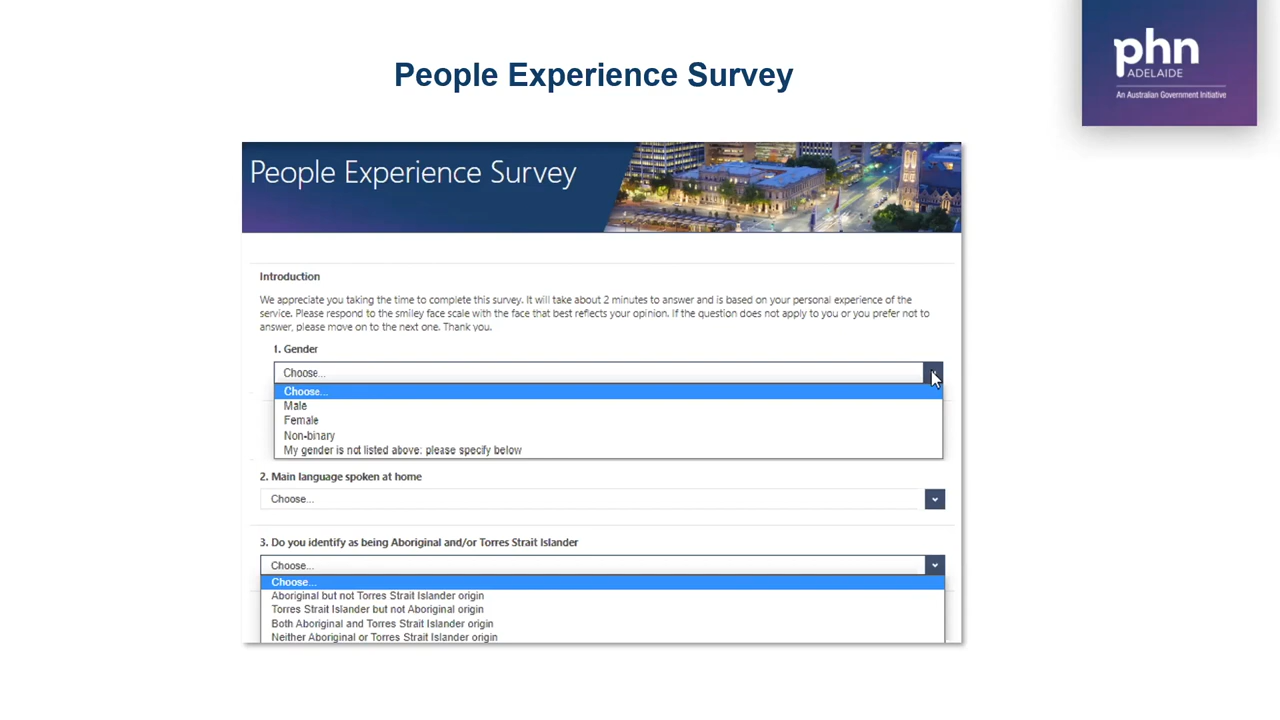 People Experience Survey
phn
ADELAIDE
An Australian Government Initiative
People Experience Survey
Introduction
We appreciate you taking the time to complete this survey. It will take about 2 minutes to answer and is based on your personal experience of the
service. Please respond to the smiley face scale with the face that best reflects your opinion. If the question does not apply to you or you prefer not to
answer, please move on to the next one. Thank you.
1. Gender
Choose...
Choose...
Male
Female
Non-binary
My gender is not listed above: please specify below
2. Main language spoken at home
Choose...
3. Do you identify as being Aboriginal and/or Torres Strait Islander
Choose...
Choose...
Aboriginal but not Torres Strait Islander origin
Torres Strait Islander but not Aboriginal origin
Both Aboriginal and Torres Strait Islander origin
Neither Aboriginal or Torres Strait Islander origin